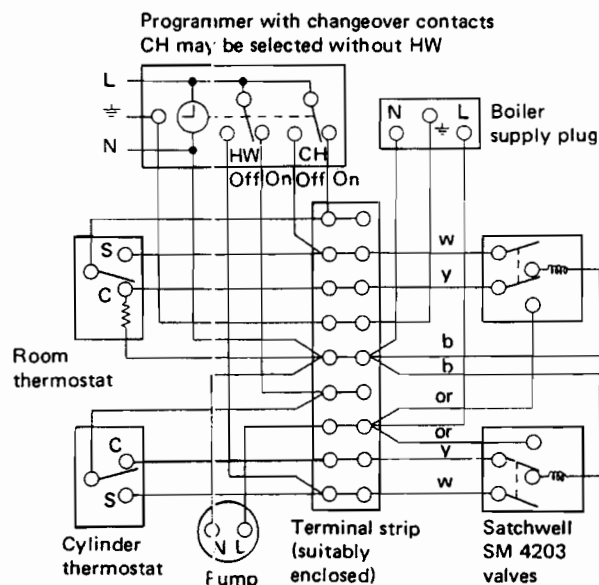 Programmer with changeover contacts
CH may be selected without HW
L
N
HW
CH
Off On Off On
N
L
Boiler
supply plug
S
C
Room
thermostat
w
y
b
b
or
or
y
w
C
S
Cylinder
thermostat
N L
Pump
Terminal strip
(suitably
enclosed)
Satchwell
SM 4203
valves